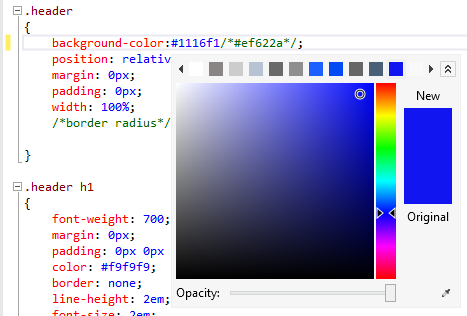 .header
{
background-color:#1116f1/*#ef622a*/;
position: relativ
margin: 0px;
padding: 0px;
width: 100%;
/*border radius*/
}
.header h1
{
font-weight: 700;
margin: 0px;
padding: 0px 0px
color: #f9f9f9;
border: none;
line-height: 2em;
font-size: 2em;
New
Original
Opacity: